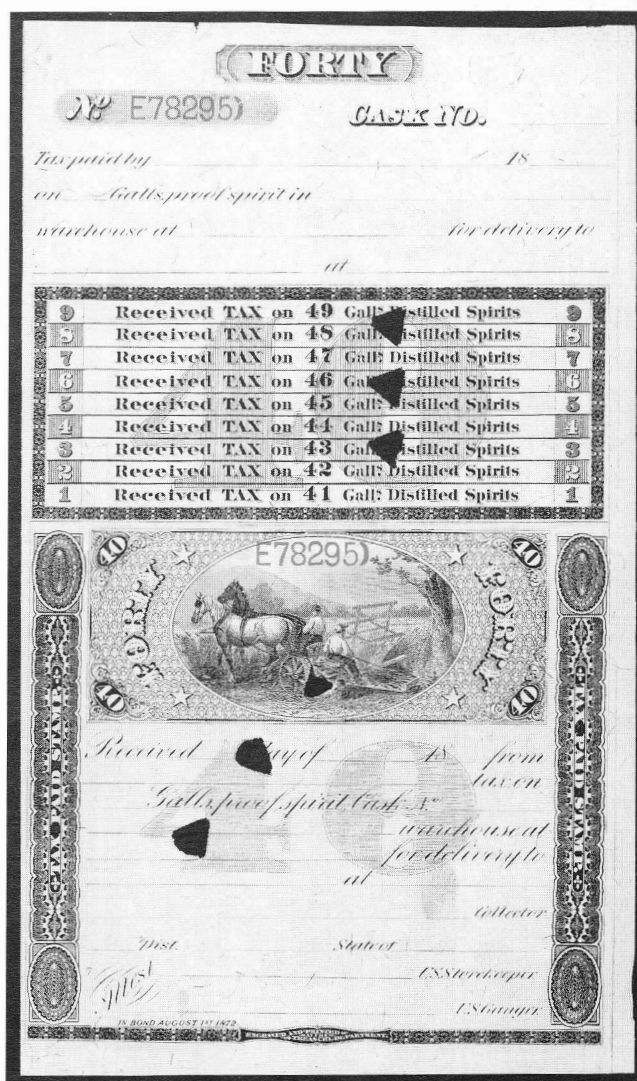 FORTY
No E78295)
CASK NO.
Tax paid by 18
on Galls. proof spirit in
warehouse at for delivery to
at
9 Received TAX on 49 Galls Distilled Spirits 9
8 Received TAX on 48 Galls Distilled Spirits 8
7 Received TAX on 47 Galls Distilled Spirits 7
6 Received TAX on 46 Galls Distilled Spirits 6
5 Received TAX on 45 Galls Distilled Spirits 5
4 Received TAX on 44 Galls Distilled Spirits 4
3 Received TAX on 43 Galls Distilled Spirits 3
2 Received TAX on 42 Galls Distilled Spirits 2
1 Received TAX on 41 Galls Distilled Spirits 1
40 E78295) 40
FORTY FORTY
40 40
TAX PAID STAMP
TAX PAID STAMP
40
Received day of 18 from
tax on
Galls. proof spirit, Cask No
warehouse at
for delivery to
at
Collector
Dist. State of
Attest
U.S. Storekeeper
U.S. Gauger
IN BOND AUGUST 1ST 1872